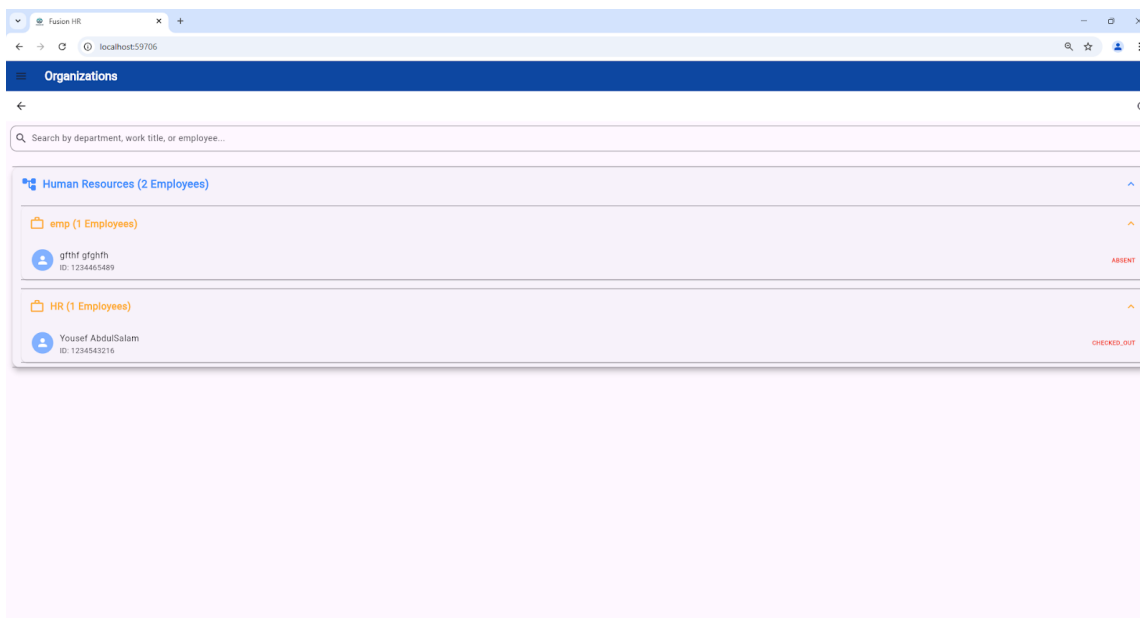 Fusion HR
localhost:59706
Organizations
Search by department, work title, or employee...
Human Resources (2 Employees)
emp (1 Employees)
gfthf gfghfh
ID: 1234465489
ABSENT
HR (1 Employees)
Yousef AbdulSalam
ID: 1234543216
CHECKED_OUT